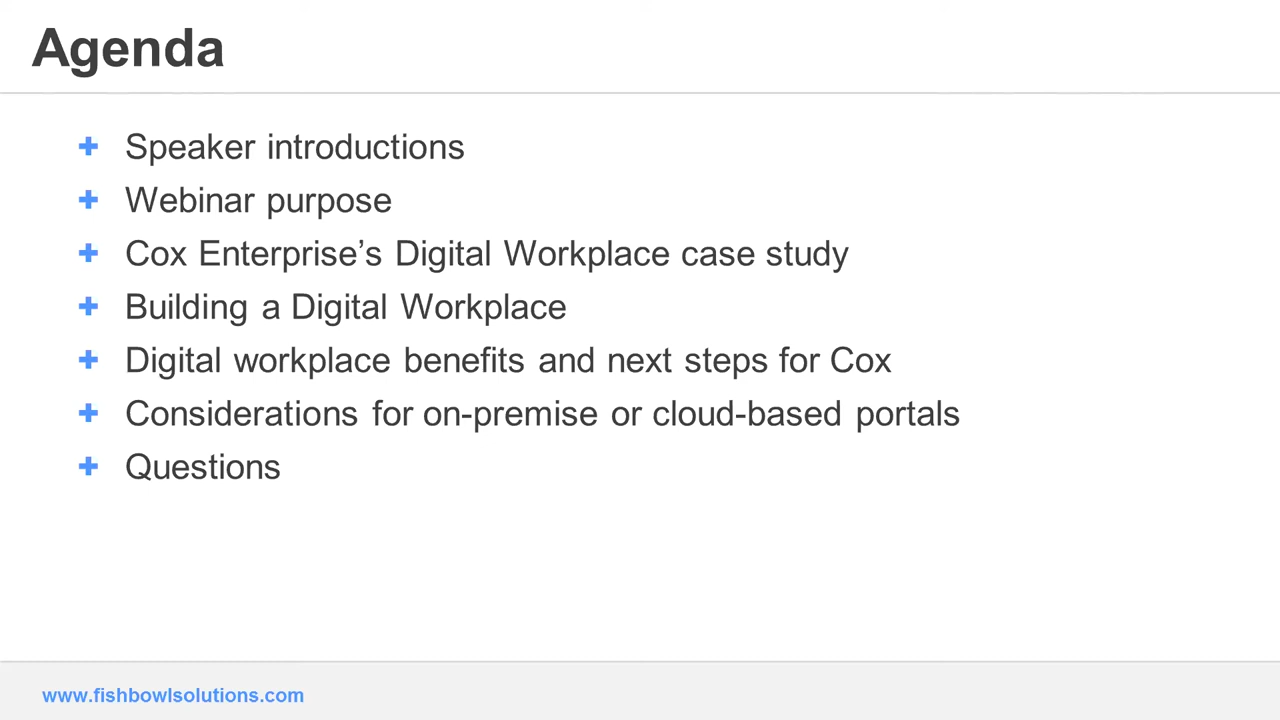 Agenda
Speaker introductions
Webinar purpose
Cox Enterprise’s Digital Workplace case study
Building a Digital Workplace
Digital workplace benefits and next steps for Cox
Considerations for on-premise or cloud-based portals
Questions
www.fishbowlsolutions.com